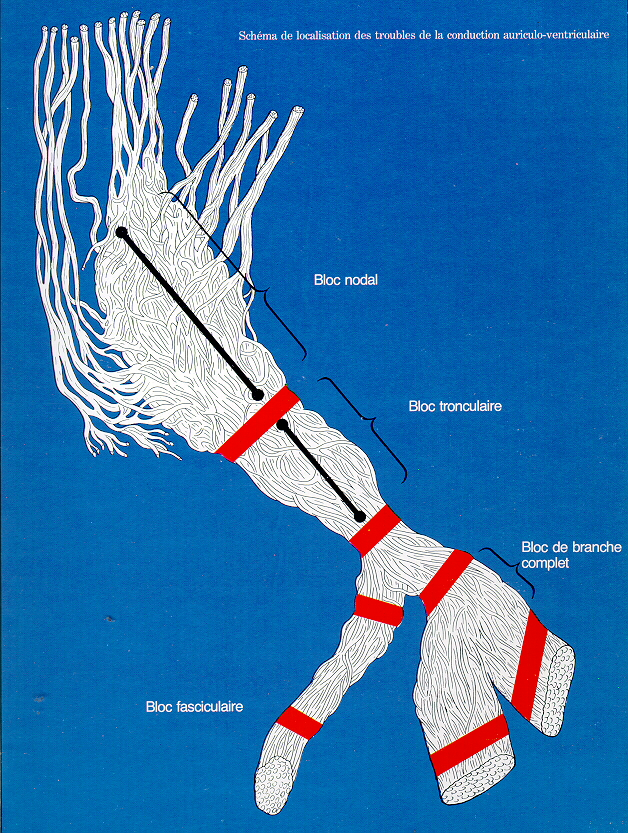 Schéma de localisation des troubles de la conduction auriculo-ventriculaire
Bloc nodal
Bloc tronculaire
Bloc de branche
complet
Bloc fasciculaire